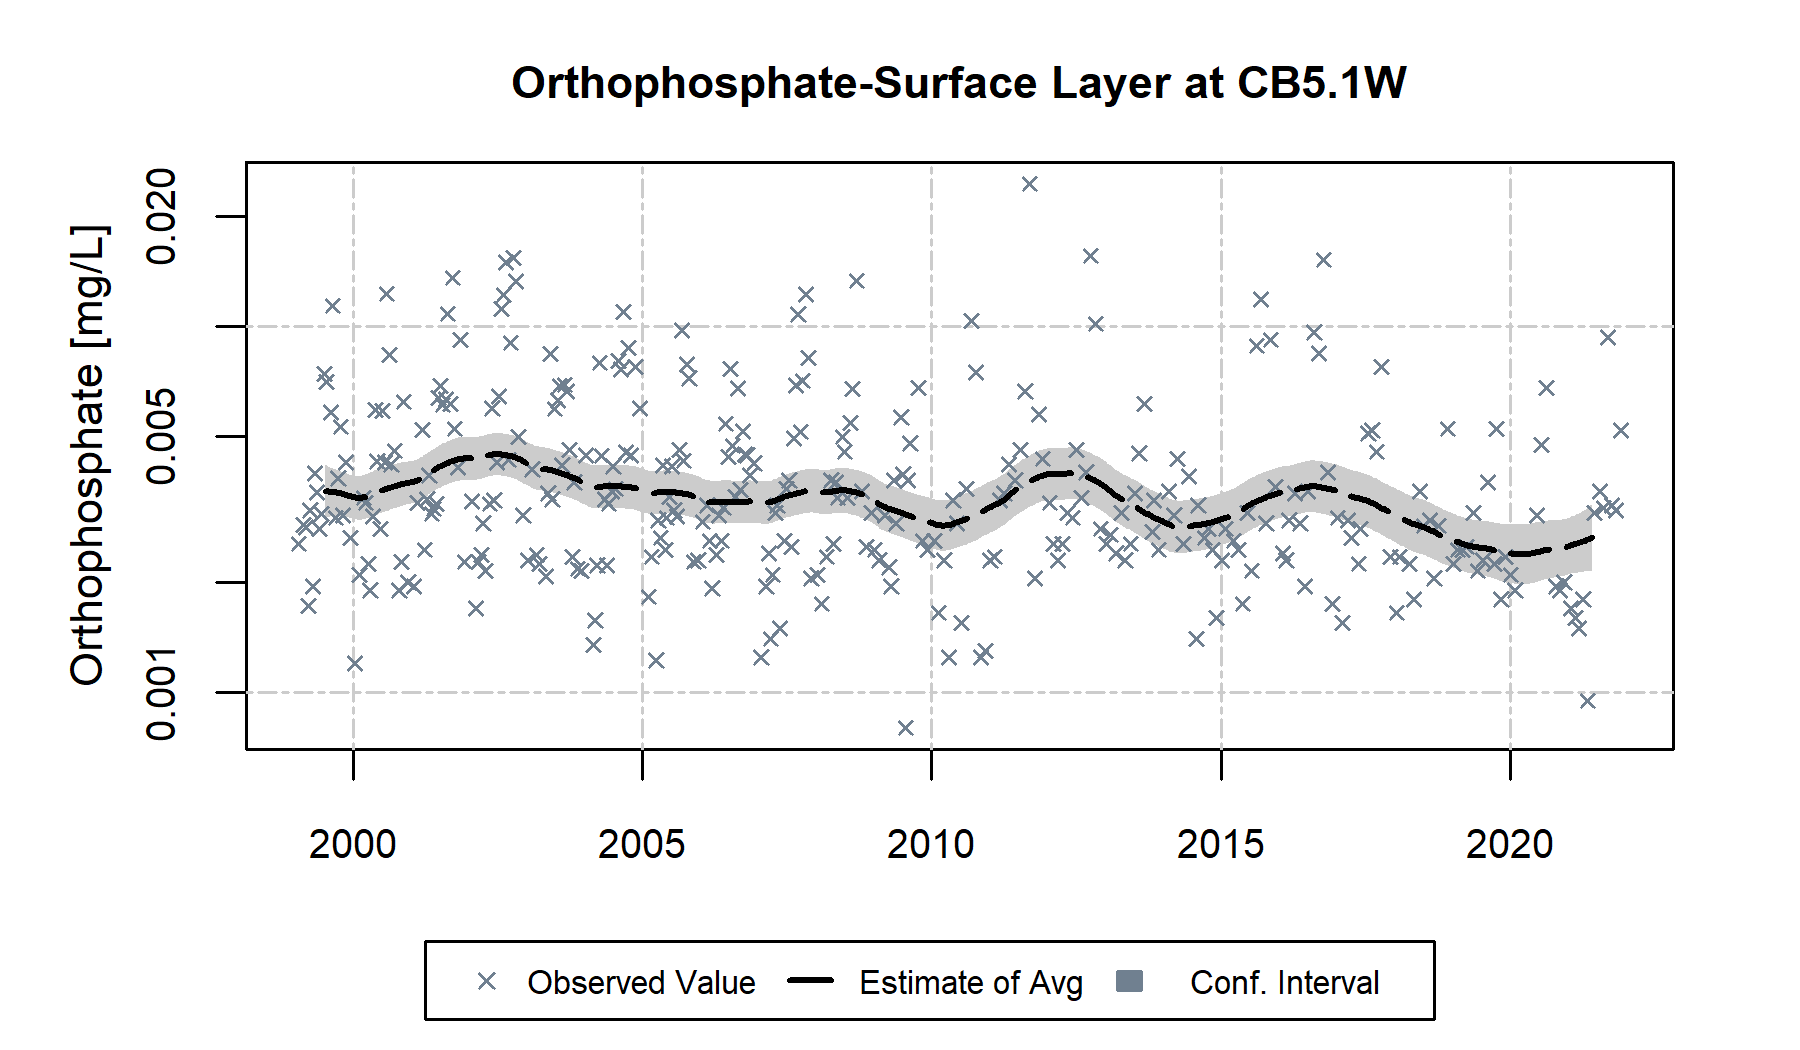 Orthophosphate-Surface Layer at CB5.1W
Orthophosphate [mg/L]
0.020
0.005
0.001
2000 2005 2010 2015 2020
Observed Value Estimate of Avg Conf. Interval